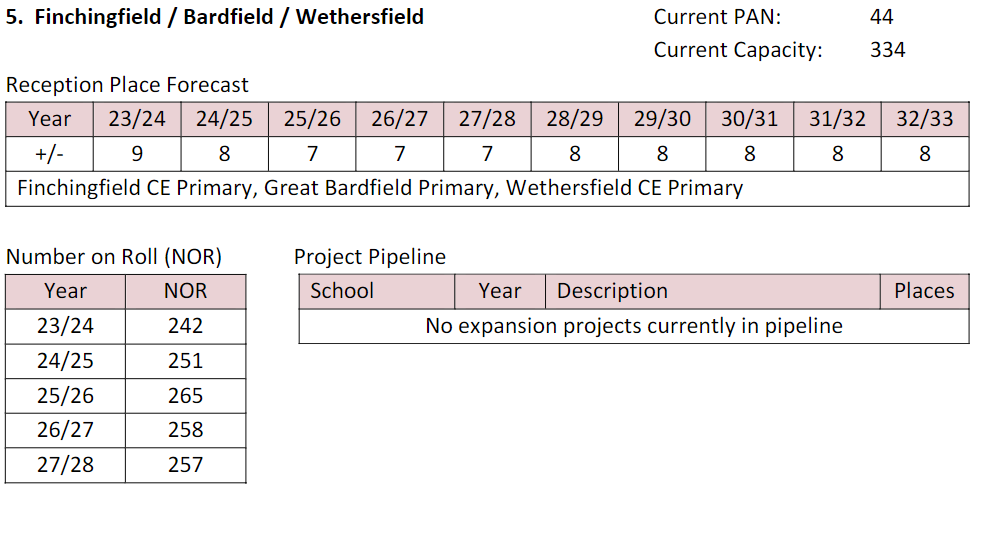 5. Finchingfield / Bardfield / Wethersfield
Current PAN: 44
Current Capacity: 334
Reception Place Forecast
Year 23/24 24/25 25/26 26/27 27/28 28/29 29/30 30/31 31/32 32/33
+/- 9 8 7 7 7 8 8 8 8 8
Finchingfield CE Primary, Great Bardfield Primary, Wethersfield CE Primary
Number on Roll (NOR)
Year NOR
23/24 242
24/25 251
25/26 265
26/27 258
27/28 257
Project Pipeline
School Year Description Places
No expansion projects currently in pipeline